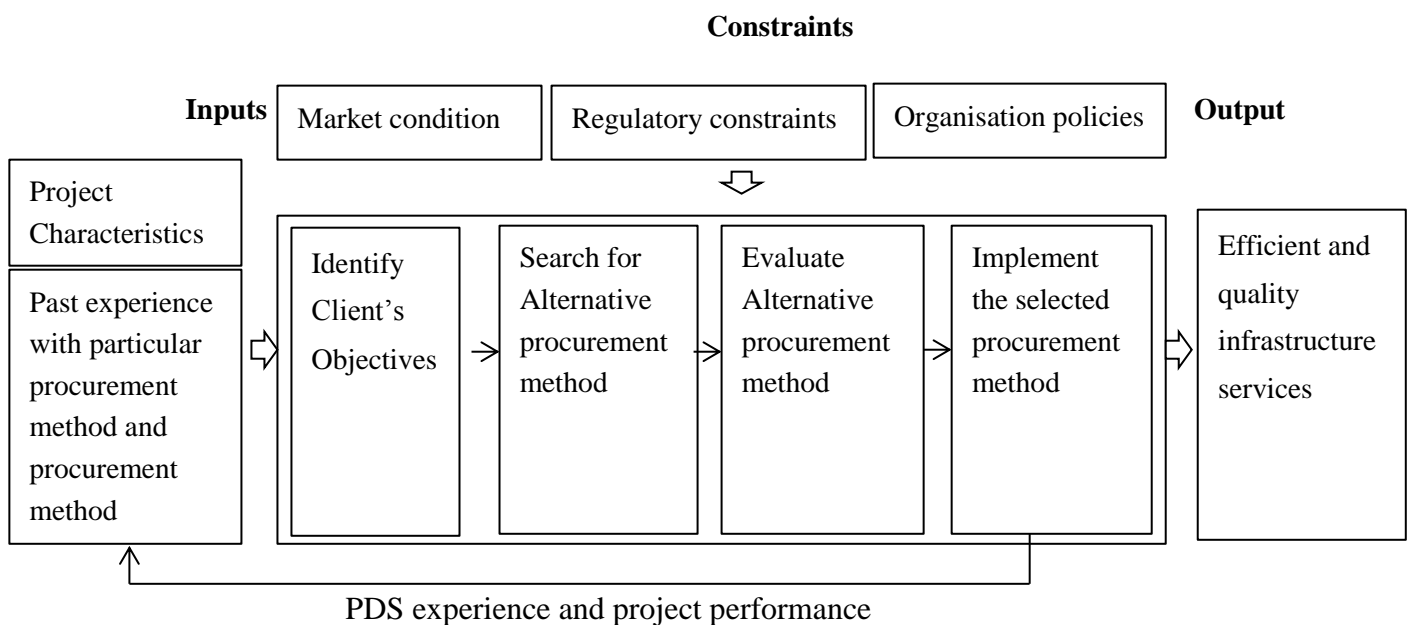 Constraints
Inputs
Market condition
Regulatory constraints
Organisation policies
Output
Project
Characteristics
Past experience
with particular
procurement
method and
procurement
method
Identify
Client’s
Objectives
Search for
Alternative
procurement
method
Evaluate
Alternative
procurement
method
Implement
the selected
procurement
method
Efficient and
quality
infrastructure
services
PDS experience and project performance